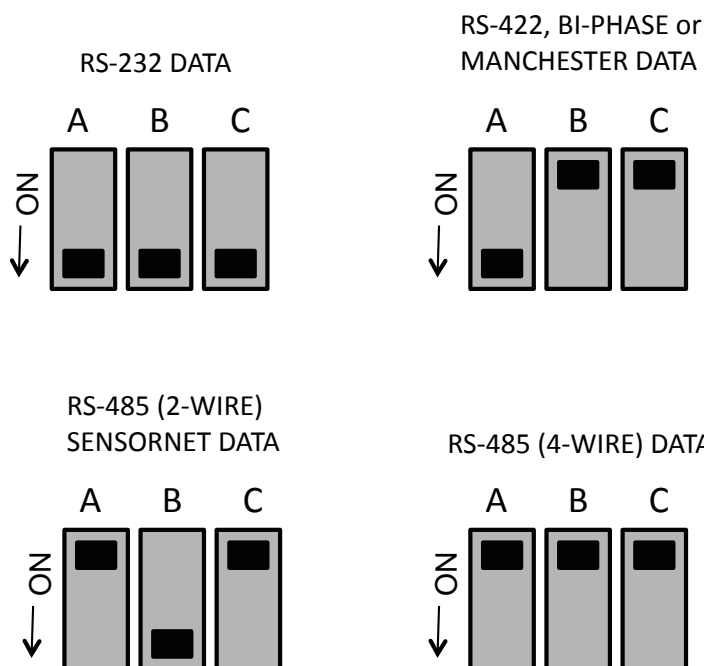 RS-232 DATA
A B C
ON
RS-422, BI-PHASE or
MANCHESTER DATA
A B C
ON
RS-485 (2-WIRE)
SENSORNET DATA
A B C
ON
RS-485 (4-WIRE) DATA
A B C
ON